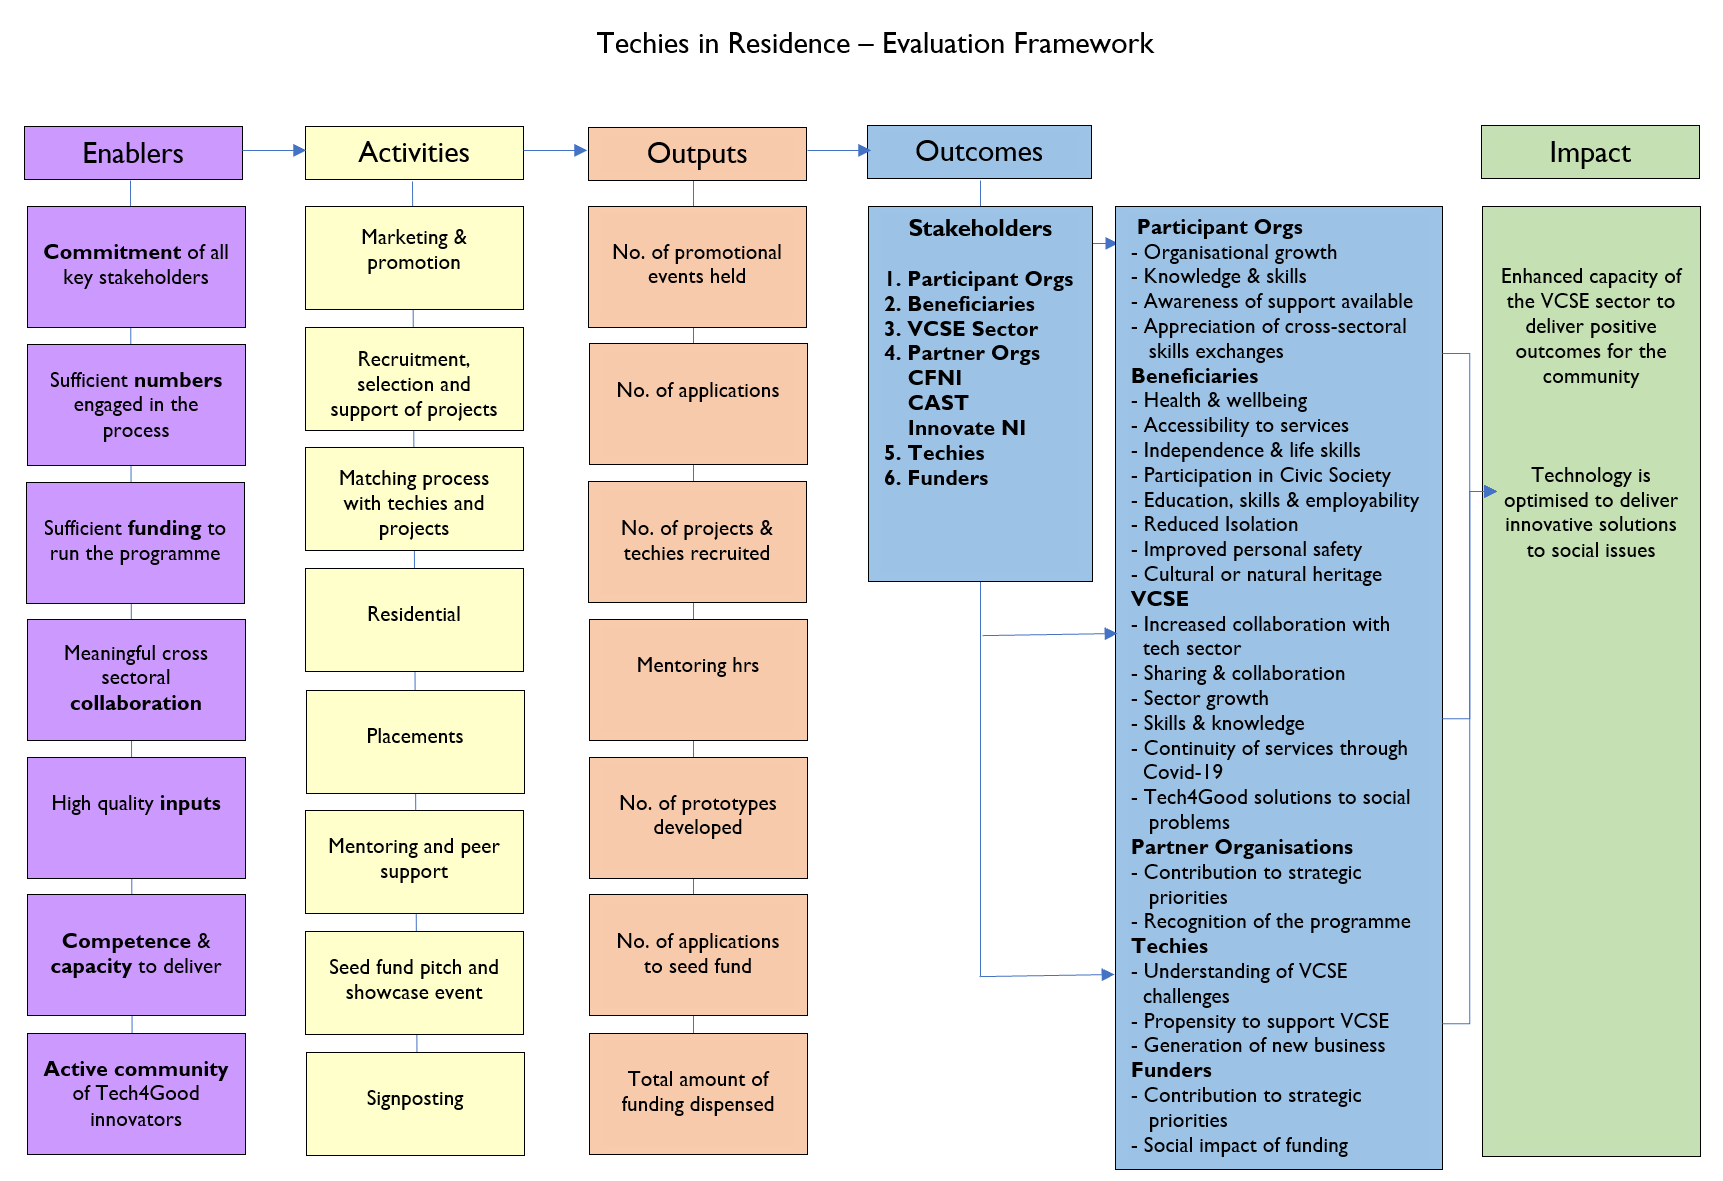 Techies in Residence – Evaluation Framework
Enablers
Commitment of all
key stakeholders
Sufficient numbers
engaged in the
process
Sufficient funding to
run the programme
Meaningful cross
sectoral
collaboration
High quality inputs
Competence &
capacity to deliver
Active community
of Tech4Good
innovators
Activities
Marketing &
promotion
Recruitment,
selection and
support of projects
Matching process
with techies and
projects
Residential
Placements
Mentoring and peer
support
Seed fund pitch and
showcase event
Signposting
Outputs
No. of promotional
events held
No. of applications
No. of projects &
techies recruited
Mentoring hrs
No. of prototypes
developed
No. of applications
to seed fund
Total amount of
funding dispensed
Outcomes
Stakeholders
1. Participant Orgs
2. Beneficiaries
3. VCSE Sector
4. Partner Orgs
CFNI
CAST
Innovate NI
5. Techies
6. Funders
Participant Orgs
- Organisational growth
- Knowledge & skills
- Awareness of support available
- Appreciation of cross-sectoral
skills exchanges
Beneficiaries
- Health & wellbeing
- Accessibility to services
- Independence & life skills
- Participation in Civic Society
- Education, skills & employability
- Reduced Isolation
- Improved personal safety
- Cultural or natural heritage
VCSE
- Increased collaboration with
tech sector
- Sharing & collaboration
- Sector growth
- Skills & knowledge
- Continuity of services through
Covid-19
- Tech4Good solutions to social
problems
Partner Organisations
- Contribution to strategic
priorities
- Recognition of the programme
Techies
- Understanding of VCSE
challenges
- Propensity to support VCSE
- Generation of new business
Funders
- Contribution to strategic
priorities
- Social impact of funding
Impact
Enhanced capacity of
the VCSE sector to
deliver positive
outcomes for the
community
Technology is
optimised to deliver
innovative solutions
to social issues